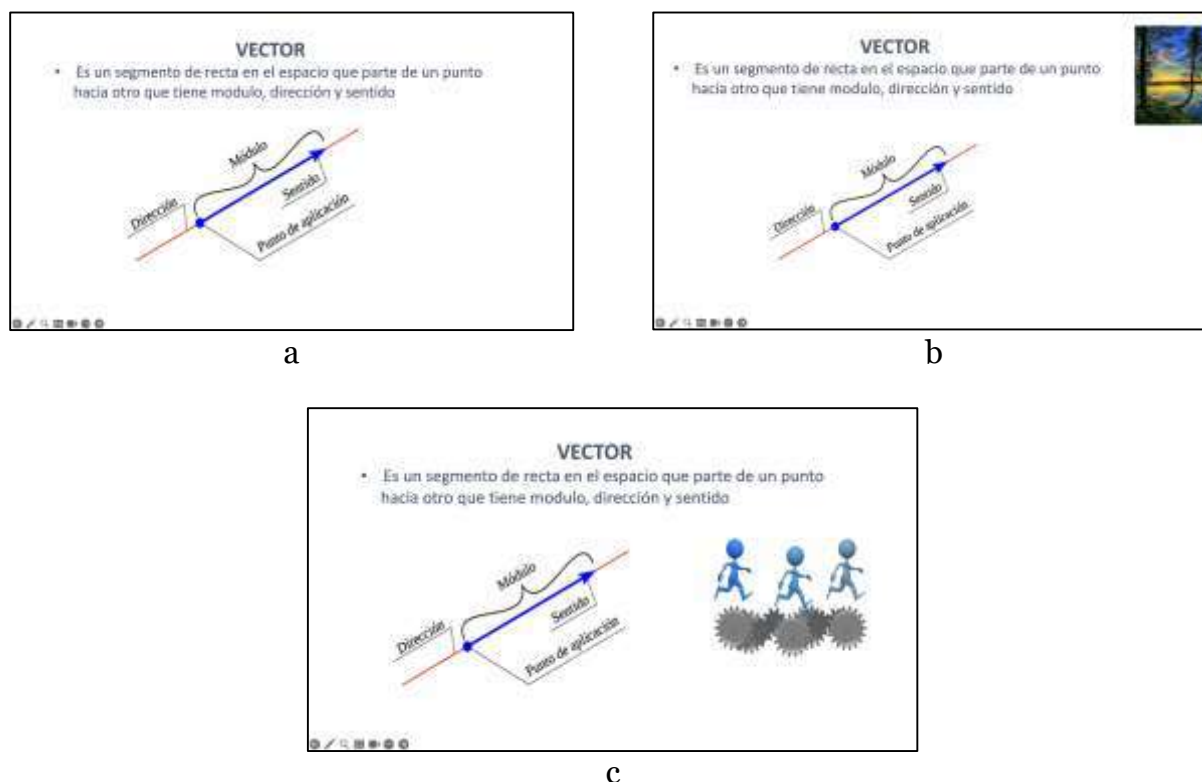 VECTOR
• Es un segmento de recta en el espacio que parte de un punto
hacia otro que tiene modulo, dirección y sentido
Módulo
Sentido
Dirección
Punto de aplicación
a
VECTOR
• Es un segmento de recta en el espacio que parte de un punto
hacia otro que tiene modulo, dirección y sentido
Módulo
Sentido
Dirección
Punto de aplicación
b
VECTOR
• Es un segmento de recta en el espacio que parte de un punto
hacia otro que tiene modulo, dirección y sentido
Módulo
Sentido
Dirección
Punto de aplicación
c